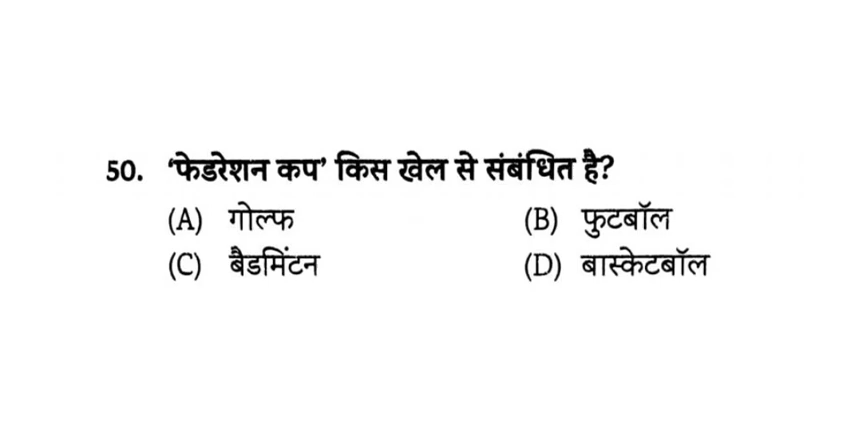 50. ‘फेडरेशन कप’ किस खेल से संबंधित है?
(A) गोल्फ (B) फुटबॉल
(C) बैडमिंटन (D) बास्केटबॉल